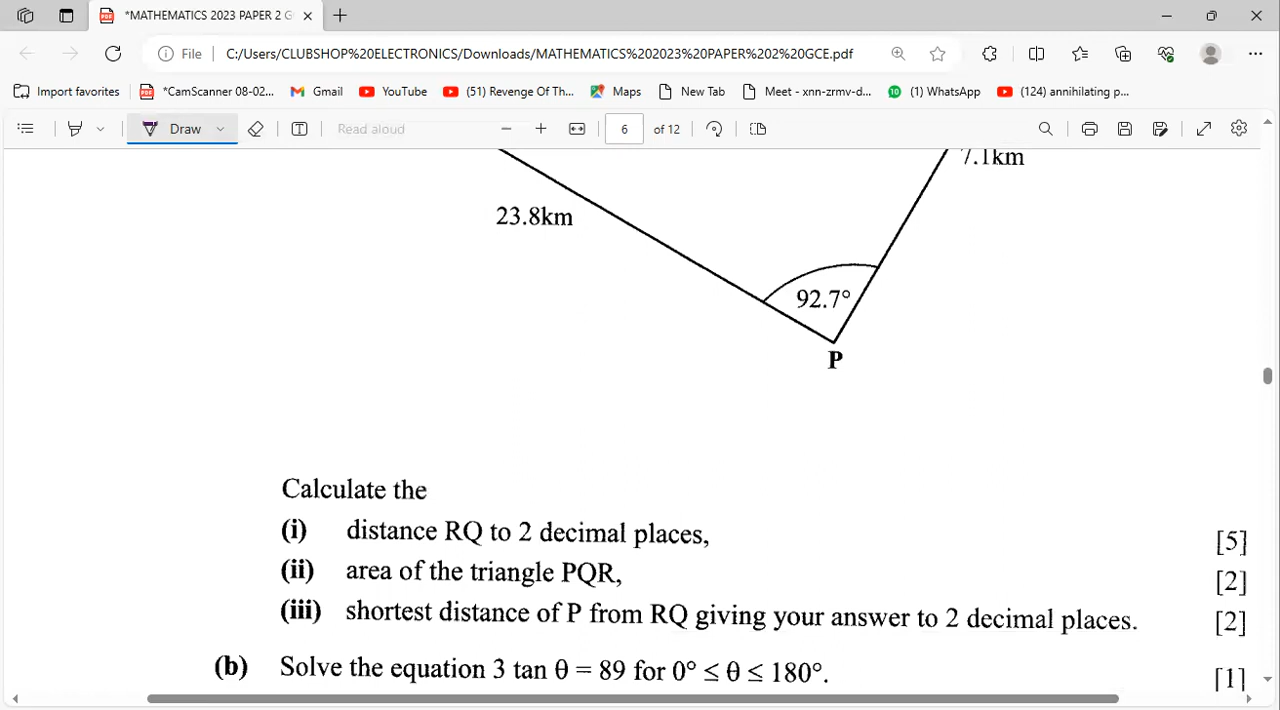 *MATHEMATICS 2023 PAPER 2 G
File C:/Users/CLUBSHOP%20ELECTRONICS/Downloads/MATHEMATICS%202023%20PAPER%202%20GCE.pdf
Import favorites *CamScanner 08-02... Gmail YouTube (51) Revenge Of Th... Maps New Tab Meet - xnn-zrmv-d... 10 (1) WhatsApp (124) annihilating p...
Draw Read aloud 6 of 12
7.1km
23.8km
92.7°
P
Calculate the
(i) distance RQ to 2 decimal places, [5]
(ii) area of the triangle PQR, [2]
(iii) shortest distance of P from RQ giving your answer to 2 decimal places. [2]
(b) Solve the equation 3 tan θ = 89 for 0° ≤ θ ≤ 180°. [1]